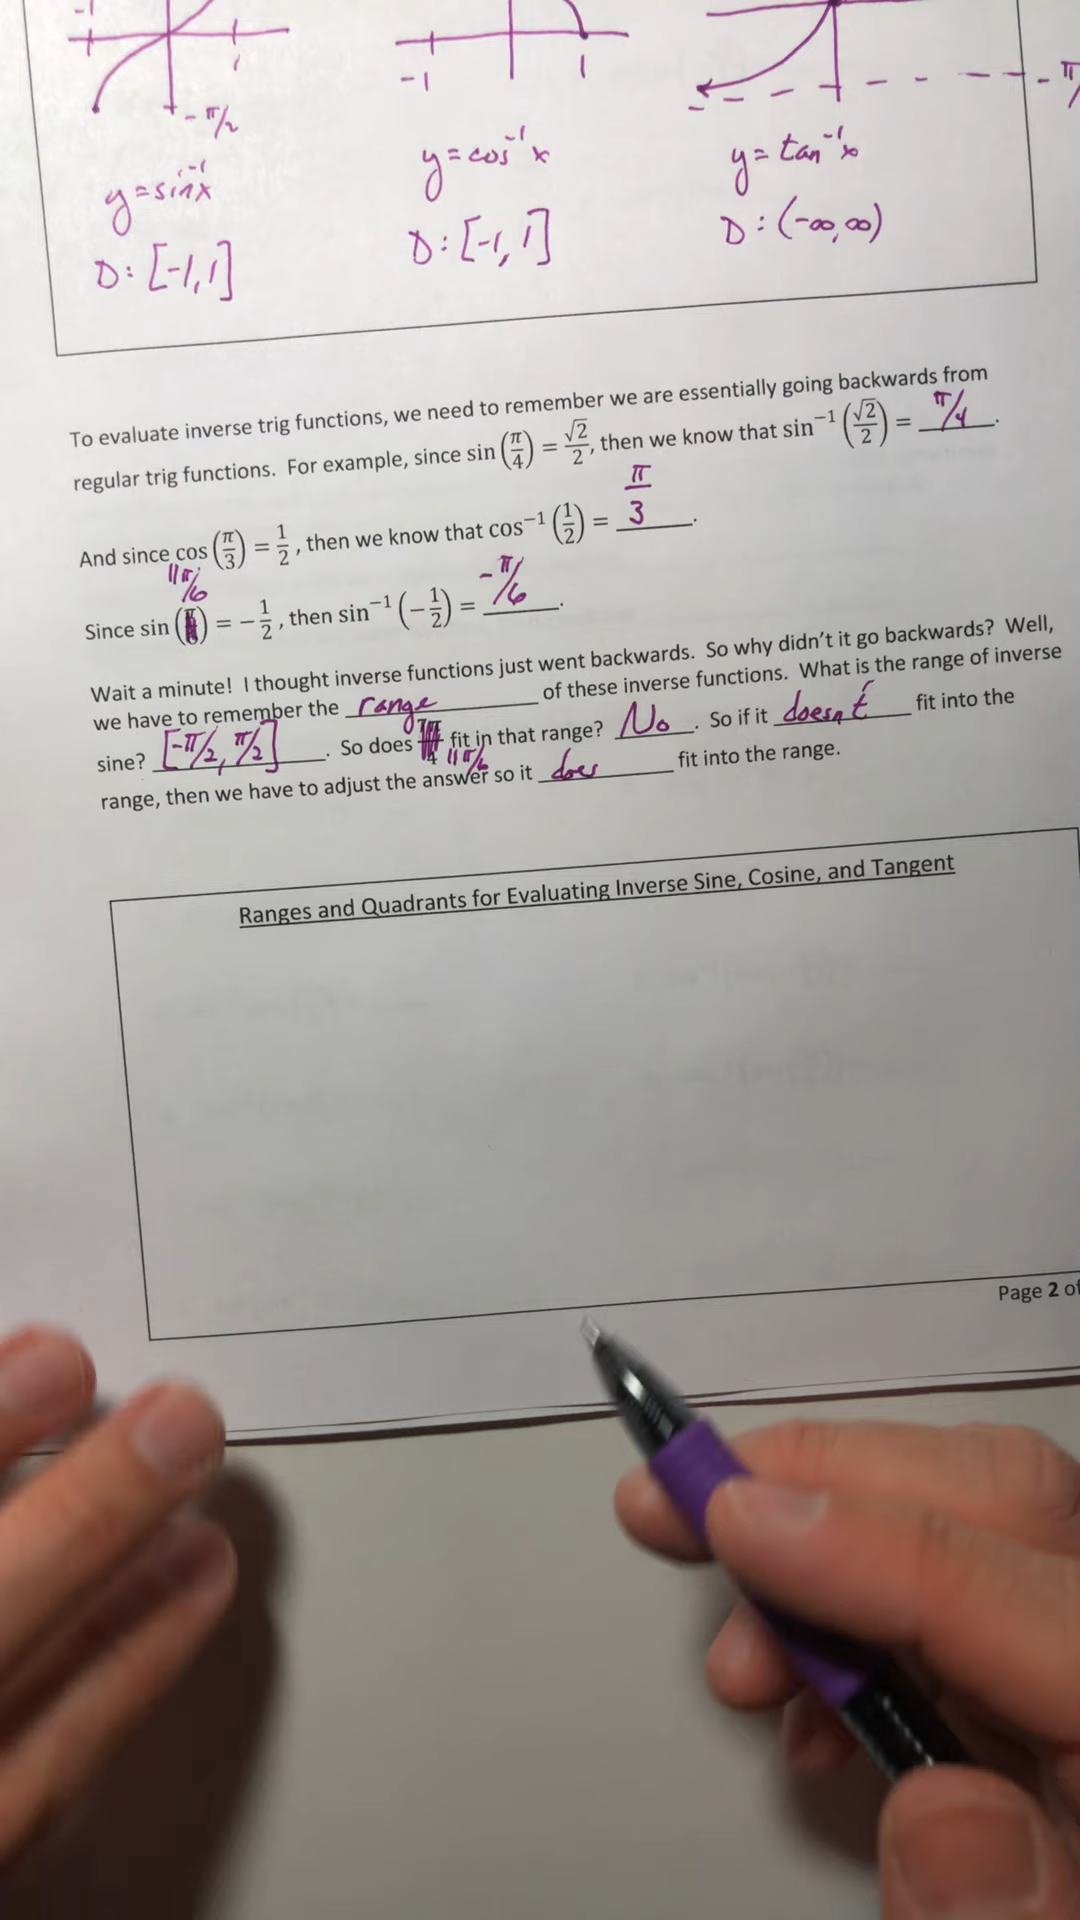 -1 1 -π/2
-1 1
-π/
y = sin⁻¹x
y = cos⁻¹x
y = tan⁻¹x
D: [-1, 1]
D: [-1, 1]
D: (-∞, ∞)
To evaluate inverse trig functions, we need to remember we are essentially going backwards from
regular trig functions. For example, since sin(π/4) = √2/2, then we know that sin⁻¹(√2/2) = π/4.
And since cos(π/3) = 1/2, then we know that cos⁻¹(1/2) = π/3.
11π/6
Since sin( ) = −1/2, then sin⁻¹(−1/2) = -π/6.
Wait a minute! I thought inverse functions just went backwards. So why didn't it go backwards? Well,
we have to remember the range of these inverse functions. What is the range of inverse
sine? [-π/2, π/2]. So does 11π/6 fit in that range? No. So if it doesn't fit into the
range, then we have to adjust the answer so it does fit into the range.
Ranges and Quadrants for Evaluating Inverse Sine, Cosine, and Tangent
Page 2 of